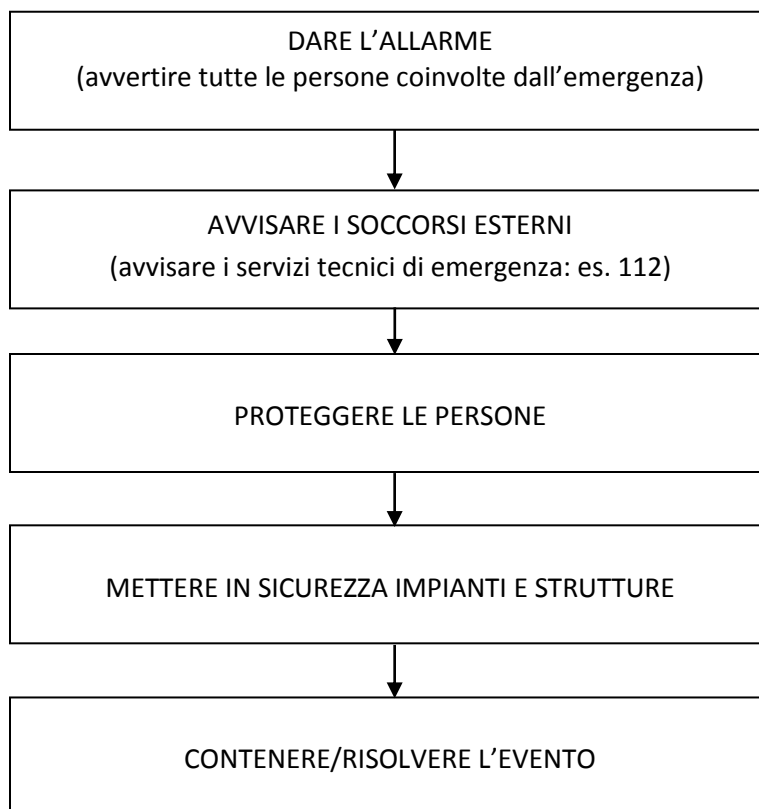 DARE L’ALLARME
(avvertire tutte le persone coinvolte dall’emergenza)
AVVISARE I SOCCORSI ESTERNI
(avvisare i servizi tecnici di emergenza: es. 112)
PROTEGGERE LE PERSONE
METTERE IN SICUREZZA IMPIANTI E STRUTTURE
CONTENERE/RISOLVERE L’EVENTO